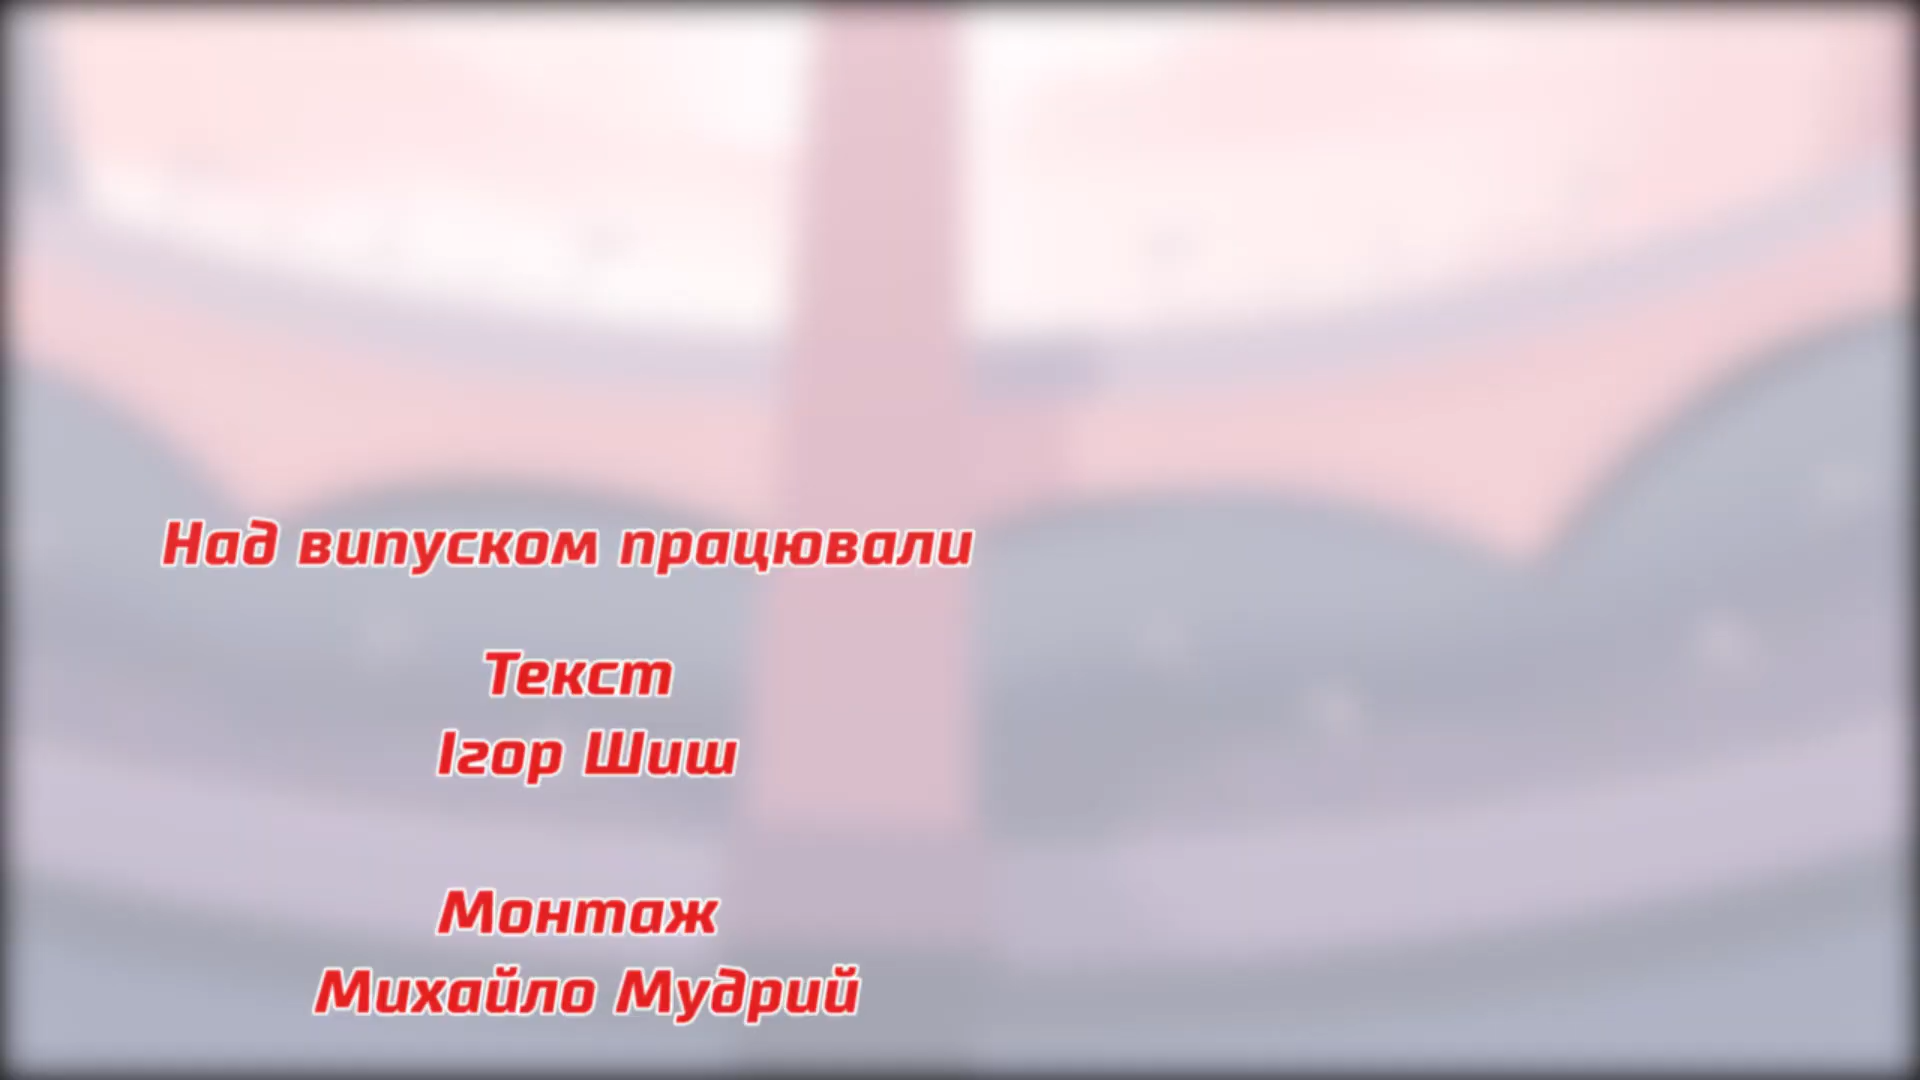 Над випуском працювали
Текст
Ігор Шиш
Монтаж
Михайло Мудрий